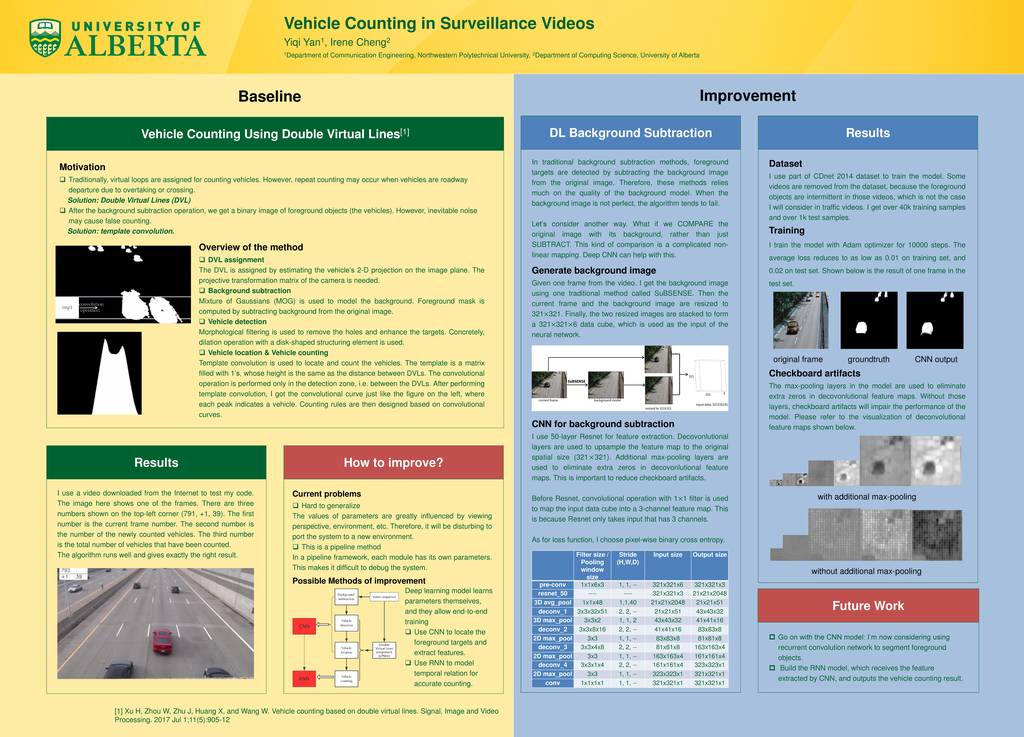 UNIVERSITY OF
ALBERTA
Vehicle Counting in Surveillance Videos
Yiqi Yan1, Irene Cheng2
1Department of Communication Engineering, Northwestern Polytechnical University, 2Department of Computing Science, University of Alberta
Baseline
Vehicle Counting Using Double Virtual Lines[1]
Motivation
❑ Traditionally, virtual loops are assigned for counting vehicles. However, repeat counting may occur when vehicles are roadway
departure due to overtaking or crossing.
Solution: Double Virtual Lines (DVL)
❑ After the background subtraction operation, we get a binary image of foreground objects (the vehicles). However, inevitable noise
may cause false counting.
Solution: template convolution.
Overview of the method
❑ DVL assignment
The DVL is assigned by estimating the vehicle's 2-D projection on the image plane. The
projective transformation matrix of the camera is needed.
❑ Background subtraction
Mixture of Gaussians (MOG) is used to model the background. Foreground mask is
computed by subtracting background from the original image.
❑ Vehicle detection
Morphological filtering is used to remove the holes and enhance the targets. Concretely,
dilation operation with a disk-shaped structuring element is used.
❑ Vehicle location & Vehicle counting
Template convolution is used to locate and count the vehicles. The template is a matrix
filled with 1's, whose height is the same as the distance between DVLs. The convolutional
operation is performed only in the detection zone, i.e. between the DVLs. After performing
template convolution, I got the convolutional curve just like the figure on the left, where
each peak indicates a vehicle. Counting rules are then designed based on convolutional
curves.
convolution
operation
Results
I use a video downloaded from the Internet to test my code.
The image here shows one of the frames. There are three
numbers shown on the top-left corner (791, +1, 39). The first
number is the current frame number. The second number is
the number of the newly counted vehicles. The third number
is the total number of vehicles that have been counted.
The algorithm runs well and gives exactly the right result.
791
+1 39
How to improve?
Current problems
❑ Hard to generalize
The values of parameters are greatly influenced by viewing
perspective, environment, etc. Therefore, it will be disturbing to
port the system to a new environment.
❑ This is a pipeline method
In a pipeline framework, each module has its own parameters.
This makes it difficult to debug the system.
Possible Methods of improvement
Deep learning model learns
parameters themselves,
and they allow end-to-end
training
❑ Use CNN to locate the
foreground targets and
extract features.
❑ Use RNN to model
temporal relation for
accurate counting.
Background
subtraction
Vehicle
detection
Vehicle
location
Vehicle
counting
CNN
RNN
[1] Xu H, Zhou W, Zhu J, Huang X, and Wang W. Vehicle counting based on double virtual lines. Signal, Image and Video
Processing. 2017 Jul 1;11(5):905-12
Improvement
DL Background Subtraction
In traditional background subtraction methods, foreground
targets are detected by subtracting the background image
from the original image. Therefore, these methods relies
much on the quality of the background model. When the
background image is not perfect, the algorithm tends to fail.
Let's consider another way. What if we COMPARE the
original image with its background, rather than just
SUBTRACT. This kind of comparison is a complicated non-
linear mapping. Deep CNN can help with this.
Generate background image
Given one frame from the video. I get the background image
using one traditional method called SuBSENSE. Then the
current frame and the background image are resized to
321×321. Finally, the two resized images are stacked to form
a 321×321×6 data cube, which is used as the input of the
neural network.
SuBSENSE
current frame
background model
resized to 321X321
CNN for background subtraction
I use 50-layer Resnet for feature extraction. Decovonlutional
layers are used to upsample the feature map to the original
spatial size (321×321). Additional max-pooling layers are
used to eliminate extra zeros in deconvonlutional feature
maps. This is important to reduce checkboard artifacts.
Before Resnet, convolutional operation with 1×1 filter is used
to map the input data cube into a 3-channel feature map. This
is because Resnet only takes input that has 3 channels.
As for loss function, I choose pixel-wise binary cross entropy.
Filter size / Pooling window size Stride (H,W,D) Input size Output size
pre-conv 1x1x6x3 1, 1, -- 321x321x6 321x321x3
resnet_50 ---- ---- 321x321x3 21x21x2048
3D avg_pool 1x1x48 1,1,40 21x21x2048 21x21x51
deconv_1 3x3x32x51 2, 2, -- 21x21x51 43x43x32
3D max_pool 3x3x2 1, 1, 2 43x43x32 41x41x16
deconv_2 3x3x8x16 2, 2, -- 41x41x16 83x83x8
2D max_pool 3x3 1, 1, -- 83x83x8 81x81x8
deconv_3 3x3x4x8 2, 2, -- 81x81x8 163x163x4
2D max_pool 3x3 1, 1, -- 163x163x4 161x161x4
deconv_4 3x3x1x4 2, 2, -- 161x161x4 323x323x1
2D max_pool 3x3 1, 1, -- 323x323x1 321x321x1
conv 1x1x1x1 1, 1, -- 321x321x1 321x321x1
Results
Dataset
I use part of CDnet 2014 dataset to train the model. Some
videos are removed from the dataset, because the foreground
objects are intermittent in those videos, which is not the case
I will consider in traffic videos. I get over 40k training samples
and over 1k test samples.
Training
I train the model with Adam optimizer for 10000 steps. The
average loss reduces to as low as 0.01 on training set, and
0.02 on test set. Shown below is the result of one frame in the
test set.
original frame
groundtruth
CNN output
Checkboard artifacts
The max-pooling layers in the model are used to eliminate
extra zeros in decovonlutional feature maps. Without those
layers, checkboard artifacts will impair the performance of the
model. Please refer to the visualization of deconvolutional
feature maps shown below.
with additional max-pooling
without additional max-pooling
Future Work
❑ Go on with the CNN model: I'm now considering using
recurrent convolution network to segment foreground
objects.
❑ Build the RNN model, which receives the feature
extracted by CNN, and outputs the vehicle counting result.